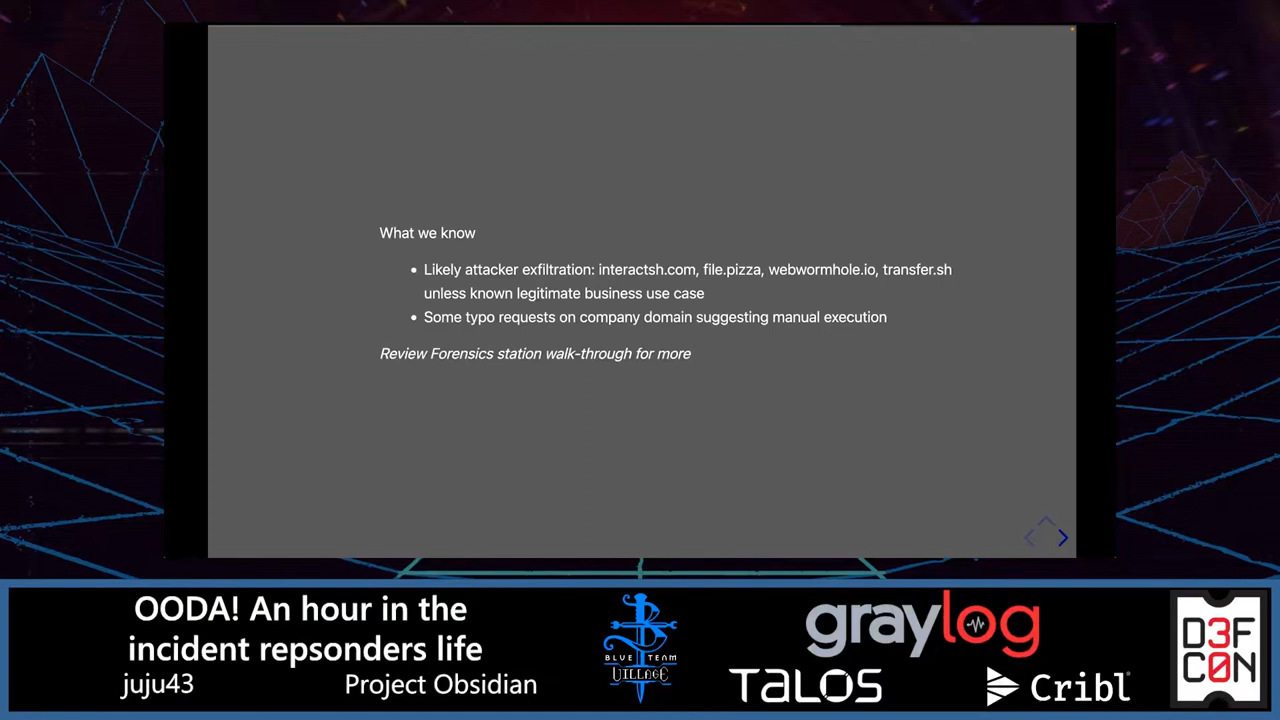 What we know
• Likely attacker exfiltration: interactsh.com, file.pizza, webwormhole.io, transfer.sh
unless known legitimate business use case
• Some typo requests on company domain suggesting manual execution
Review Forensics station walk-through for more
OODA! An hour in the
incident repsonders life
juju43
Project Obsidian
BLUE TEAM
VILLAGE
graylog
TALOS
Cribl
D3F
C0N